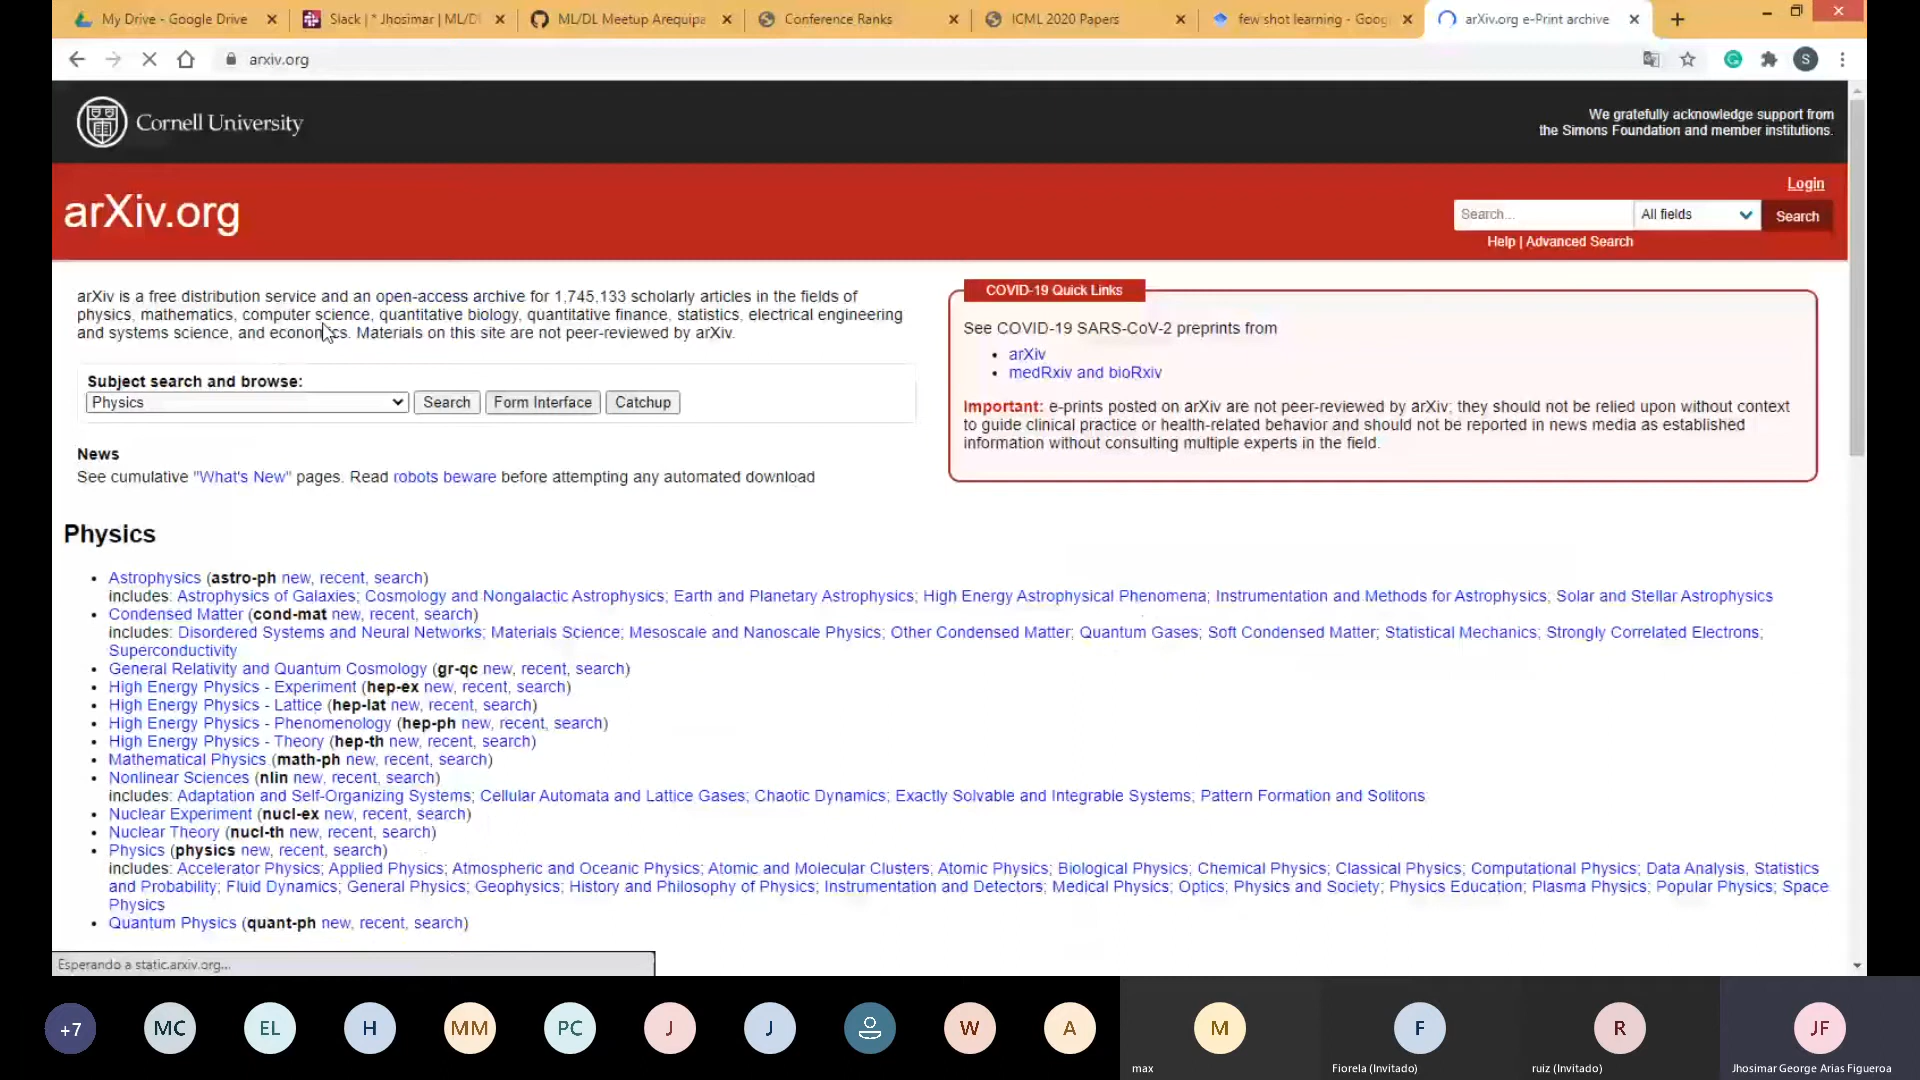 My Drive - Google Drive
Slack | * Jhosimar | ML/D
ML/DL Meetup Arequipa
Conference Ranks
ICML 2020 Papers
few shot learning - Goog
arXiv.org e-Print archive
arxiv.org
S
Cornell University
We gratefully acknowledge support from
the Simons Foundation and member institutions.
arXiv.org
Login
Search...
All fields
Search
Help | Advanced Search
arXiv is a free distribution service and an open-access archive for 1,745,133 scholarly articles in the fields of
physics, mathematics, computer science, quantitative biology, quantitative finance, statistics, electrical engineering
and systems science, and economics. Materials on this site are not peer-reviewed by arXiv.
Subject search and browse:
Physics
Search
Form Interface
Catchup
News
See cumulative "What's New" pages. Read robots beware before attempting any automated download
COVID-19 Quick Links
See COVID-19 SARS-CoV-2 preprints from
• arXiv
• medRxiv and bioRxiv
Important: e-prints posted on arXiv are not peer-reviewed by arXiv; they should not be relied upon without context
to guide clinical practice or health-related behavior and should not be reported in news media as established
information without consulting multiple experts in the field.
Physics
• Astrophysics (astro-ph new, recent, search)
includes: Astrophysics of Galaxies; Cosmology and Nongalactic Astrophysics; Earth and Planetary Astrophysics; High Energy Astrophysical Phenomena; Instrumentation and Methods for Astrophysics; Solar and Stellar Astrophysics
• Condensed Matter (cond-mat new, recent, search)
includes: Disordered Systems and Neural Networks; Materials Science; Mesoscale and Nanoscale Physics; Other Condensed Matter; Quantum Gases; Soft Condensed Matter; Statistical Mechanics; Strongly Correlated Electrons;
Superconductivity
• General Relativity and Quantum Cosmology (gr-qc new, recent, search)
• High Energy Physics - Experiment (hep-ex new, recent, search)
• High Energy Physics - Lattice (hep-lat new, recent, search)
• High Energy Physics - Phenomenology (hep-ph new, recent, search)
• High Energy Physics - Theory (hep-th new, recent, search)
• Mathematical Physics (math-ph new, recent, search)
• Nonlinear Sciences (nlin new, recent, search)
includes: Adaptation and Self-Organizing Systems; Cellular Automata and Lattice Gases; Chaotic Dynamics; Exactly Solvable and Integrable Systems; Pattern Formation and Solitons
• Nuclear Experiment (nucl-ex new, recent, search)
• Nuclear Theory (nucl-th new, recent, search)
• Physics (physics new, recent, search)
includes: Accelerator Physics; Applied Physics; Atmospheric and Oceanic Physics; Atomic and Molecular Clusters; Atomic Physics; Biological Physics; Chemical Physics; Classical Physics; Computational Physics; Data Analysis, Statistics
and Probability; Fluid Dynamics; General Physics; Geophysics; History and Philosophy of Physics; Instrumentation and Detectors; Medical Physics; Optics; Physics and Society; Physics Education; Plasma Physics; Popular Physics; Space
Physics
• Quantum Physics (quant-ph new, recent, search)
Esperando a static.arxiv.org...
+7
MC
EL
H
MM
PC
J
J
W
A
M
F
R
JF
max
Fiorela (Invitado)
ruiz (Invitado)
Jhosimar George Arias Figueroa